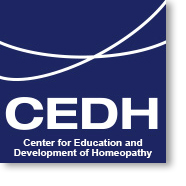 CEDH
Center for Education and
Development of Homeopathy